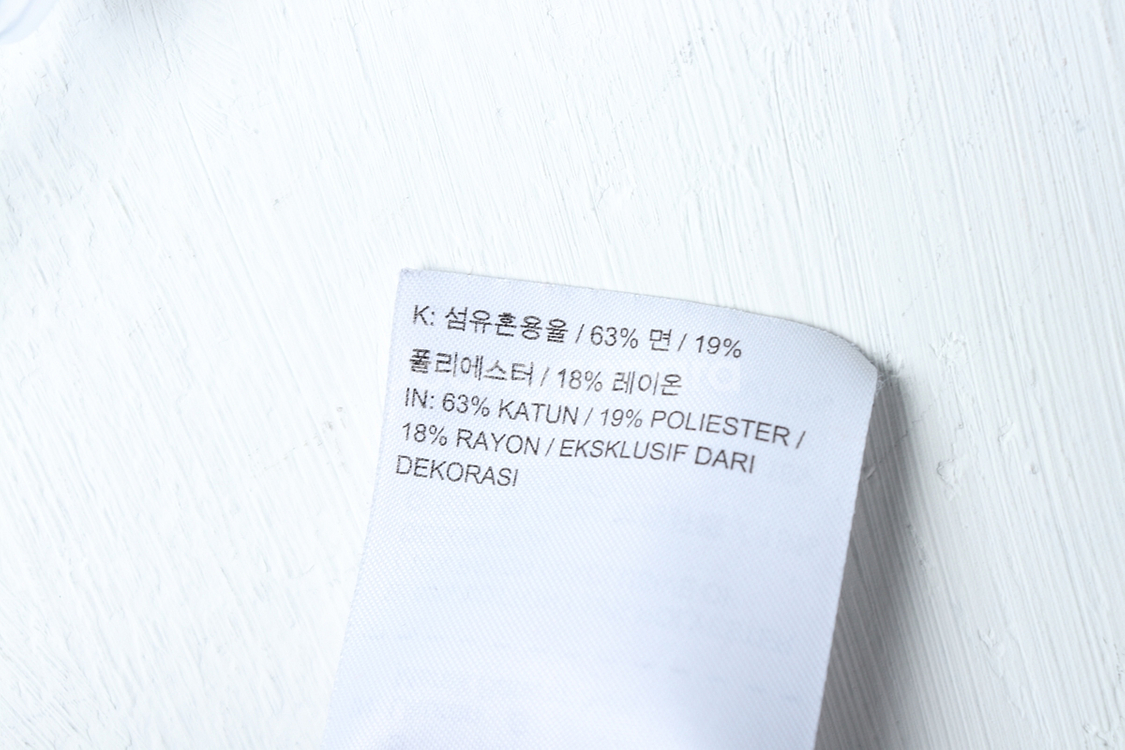 K: 섬유혼용율 / 63% 면 / 19%
폴리에스터 / 18% 레이온
IN: 63% KATUN / 19% POLIESTER /
18% RAYON / EKSKLUSIF DARI
DEKORASI